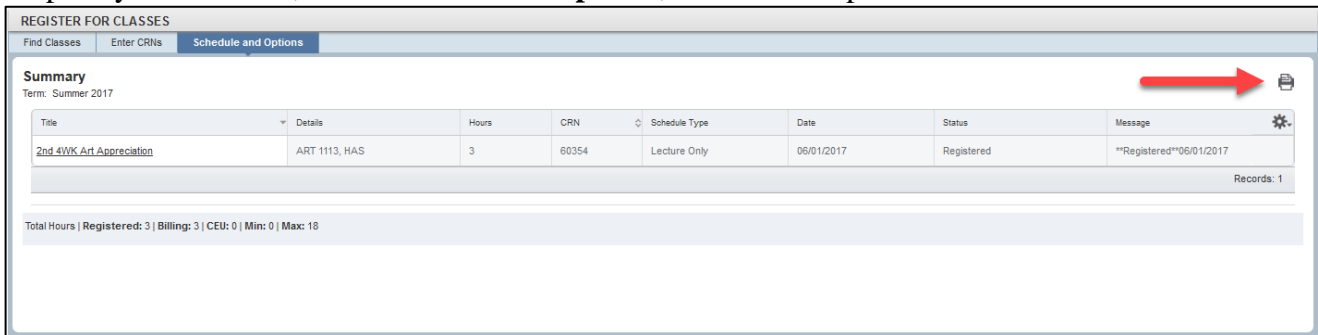 REGISTER FOR CLASSES
Find Classes Enter CRNs Schedule and Options
Summary
Term: Summer 2017
Title Details Hours CRN Schedule Type Date Status Message
2nd 4WK Art Appreciation ART 1113, HAS 3 60354 Lecture Only 06/01/2017 Registered **Registered**06/01/2017
Records: 1
Total Hours | Registered: 3 | Billing: 3 | CEU: 0 | Min: 0 | Max: 18